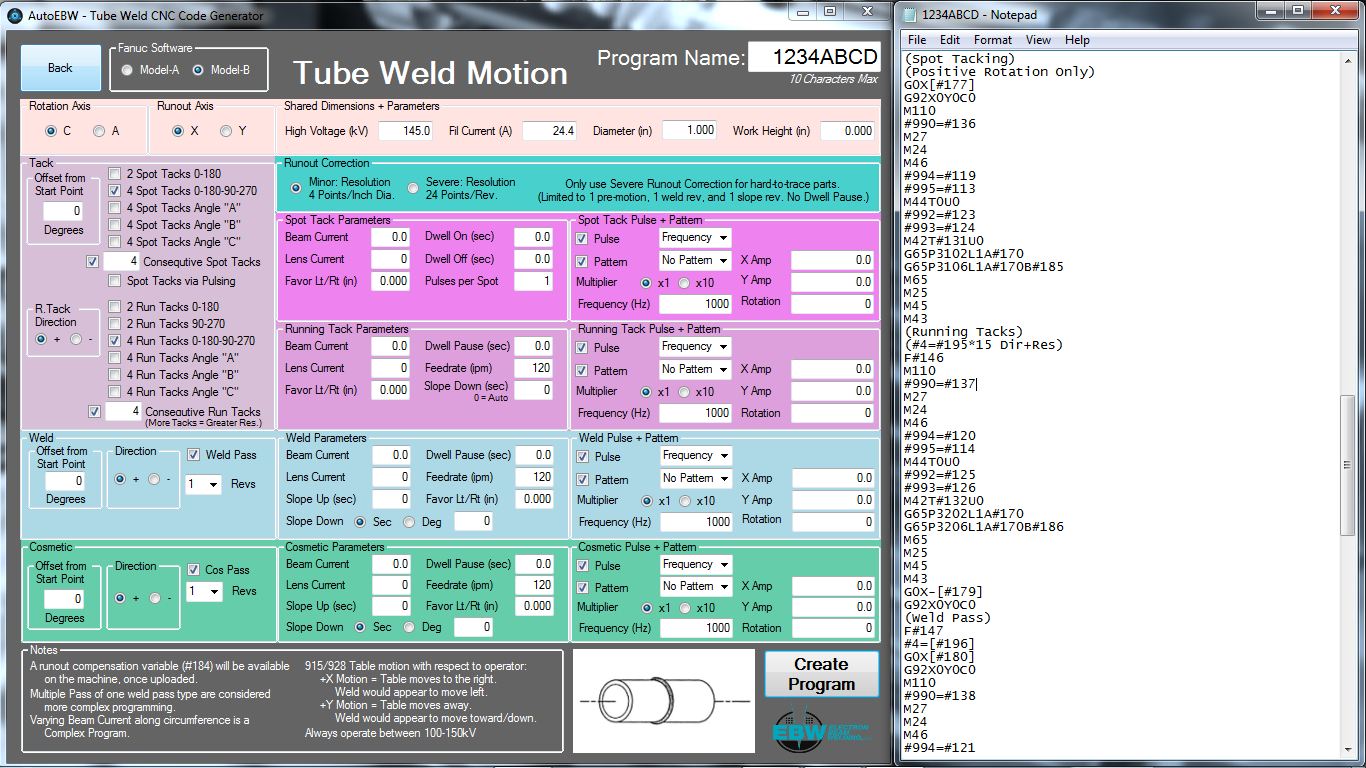 AutoEBW - Tube Weld CNC Code Generator
Back
Fanuc Software
Model-A Model-B
Tube Weld Motion
Program Name: 1234ABCD
10 Characters Max
Rotation Axis
C A
Runout Axis
X Y
Shared Dimensions + Parameters
High Voltage (kV) 145.0 Fil Current (A) 24.4 Diameter (in) 1.000 Work Height (in) 0.000
Tack
Offset from
Start Point
0
Degrees
2 Spot Tacks 0-180
4 Spot Tacks 0-180-90-270
4 Spot Tacks Angle "A"
4 Spot Tacks Angle "B"
4 Spot Tacks Angle "C"
4 Consequtive Spot Tacks
Spot Tacks via Pulsing
R.Tack
Direction
+ -
2 Run Tacks 0-180
2 Run Tacks 90-270
4 Run Tacks 0-180-90-270
4 Run Tacks Angle "A"
4 Run Tacks Angle "B"
4 Run Tacks Angle "C"
4 Consequtive Run Tacks
(More Tacks = Greater Res.)
Runout Correction
Minor: Resolution
4 Points/Inch Dia.
Severe: Resolution
24 Points/Rev.
Only use Severe Runout Correction for hard-to-trace parts.
(Limited to 1 pre-motion, 1 weld rev, and 1 slope rev. No Dwell Pause.)
Spot Tack Parameters
Beam Current 0.0 Dwell On (sec) 0.0
Lens Current 0 Dwell Off (sec) 0.0
Favor Lt/Rt (in) 0.000 Pulses per Spot 1
Spot Tack Pulse + Pattern
Pulse Frequency
Pattern No Pattern X Amp 0.0
Multiplier x1 x10 Y Amp 0.0
Frequency (Hz) 1000 Rotation 0
Running Tack Parameters
Beam Current 0.0 Dwell Pause (sec) 0.0
Lens Current 0 Feedrate (ipm) 120
Favor Lt/Rt (in) 0.000 Slope Down (sec) 0
0 = Auto
Running Tack Pulse + Pattern
Pulse Frequency
Pattern No Pattern X Amp 0.0
Multiplier x1 x10 Y Amp 0.0
Frequency (Hz) 1000 Rotation 0
Weld
Offset from
Start Point
0
Degrees
Direction
+ -
Weld Pass
1 Revs
Weld Parameters
Beam Current 0.0 Dwell Pause (sec) 0.0
Lens Current 0 Feedrate (ipm) 120
Slope Up (sec) 0 Favor Lt/Rt (in) 0.000
Slope Down Sec Deg 0
Weld Pulse + Pattern
Pulse Frequency
Pattern No Pattern X Amp 0.0
Multiplier x1 x10 Y Amp 0.0
Frequency (Hz) 1000 Rotation 0
Cosmetic
Offset from
Start Point
0
Degrees
Direction
+ -
Cos Pass
1 Revs
Cosmetic Parameters
Beam Current 0.0 Dwell Pause (sec) 0.0
Lens Current 0 Feedrate (ipm) 120
Slope Up (sec) 0 Favor Lt/Rt (in) 0.000
Slope Down Sec Deg 0
Cosmetic Pulse + Pattern
Pulse Frequency
Pattern No Pattern X Amp 0.0
Multiplier x1 x10 Y Amp 0.0
Frequency (Hz) 1000 Rotation 0
Notes
A runout compensation variable (#184) will be available
on the machine, once uploaded.
Multiple Pass of one weld pass type are considered
more complex programming.
Varying Beam Current along circumference is a
Complex Program.
915/928 Table motion with respect to operator:
+X Motion = Table moves to the right.
Weld would appear to move left.
+Y Motion = Table moves away.
Weld would appear to move toward/down.
Always operate between 100-150kV
Create
Program
EBW ELECTRON
BEAM
WELDING
1234ABCD - Notepad
File Edit Format View Help
(Spot Tacking)
(Positive Rotation Only)
G0X[#177]
G92X0Y0C0
M110
#990=#136
M27
M24
M46
#994=#119
#995=#113
M44T0U0
#992=#123
#993=#124
M42T#131U0
G65P3102L1A#170
G65P3106L1A#170B#185
M65
M25
M45
M43
(Running Tacks)
(#4=#195*15 Dir+Res)
F#146
M110
#990=#137
M27
M24
M46
#994=#120
#995=#114
M44T0U0
#992=#125
#993=#126
M42T#132U0
G65P3202L1A#170
G65P3206L1A#170B#186
M65
M25
M45
M43
G0X-[#179]
G92X0Y0C0
(Weld Pass)
F#147
#4=[#196]
G0X[#180]
G92X0Y0C0
M110
#990=#138
M27
M24
M46
#994=#121